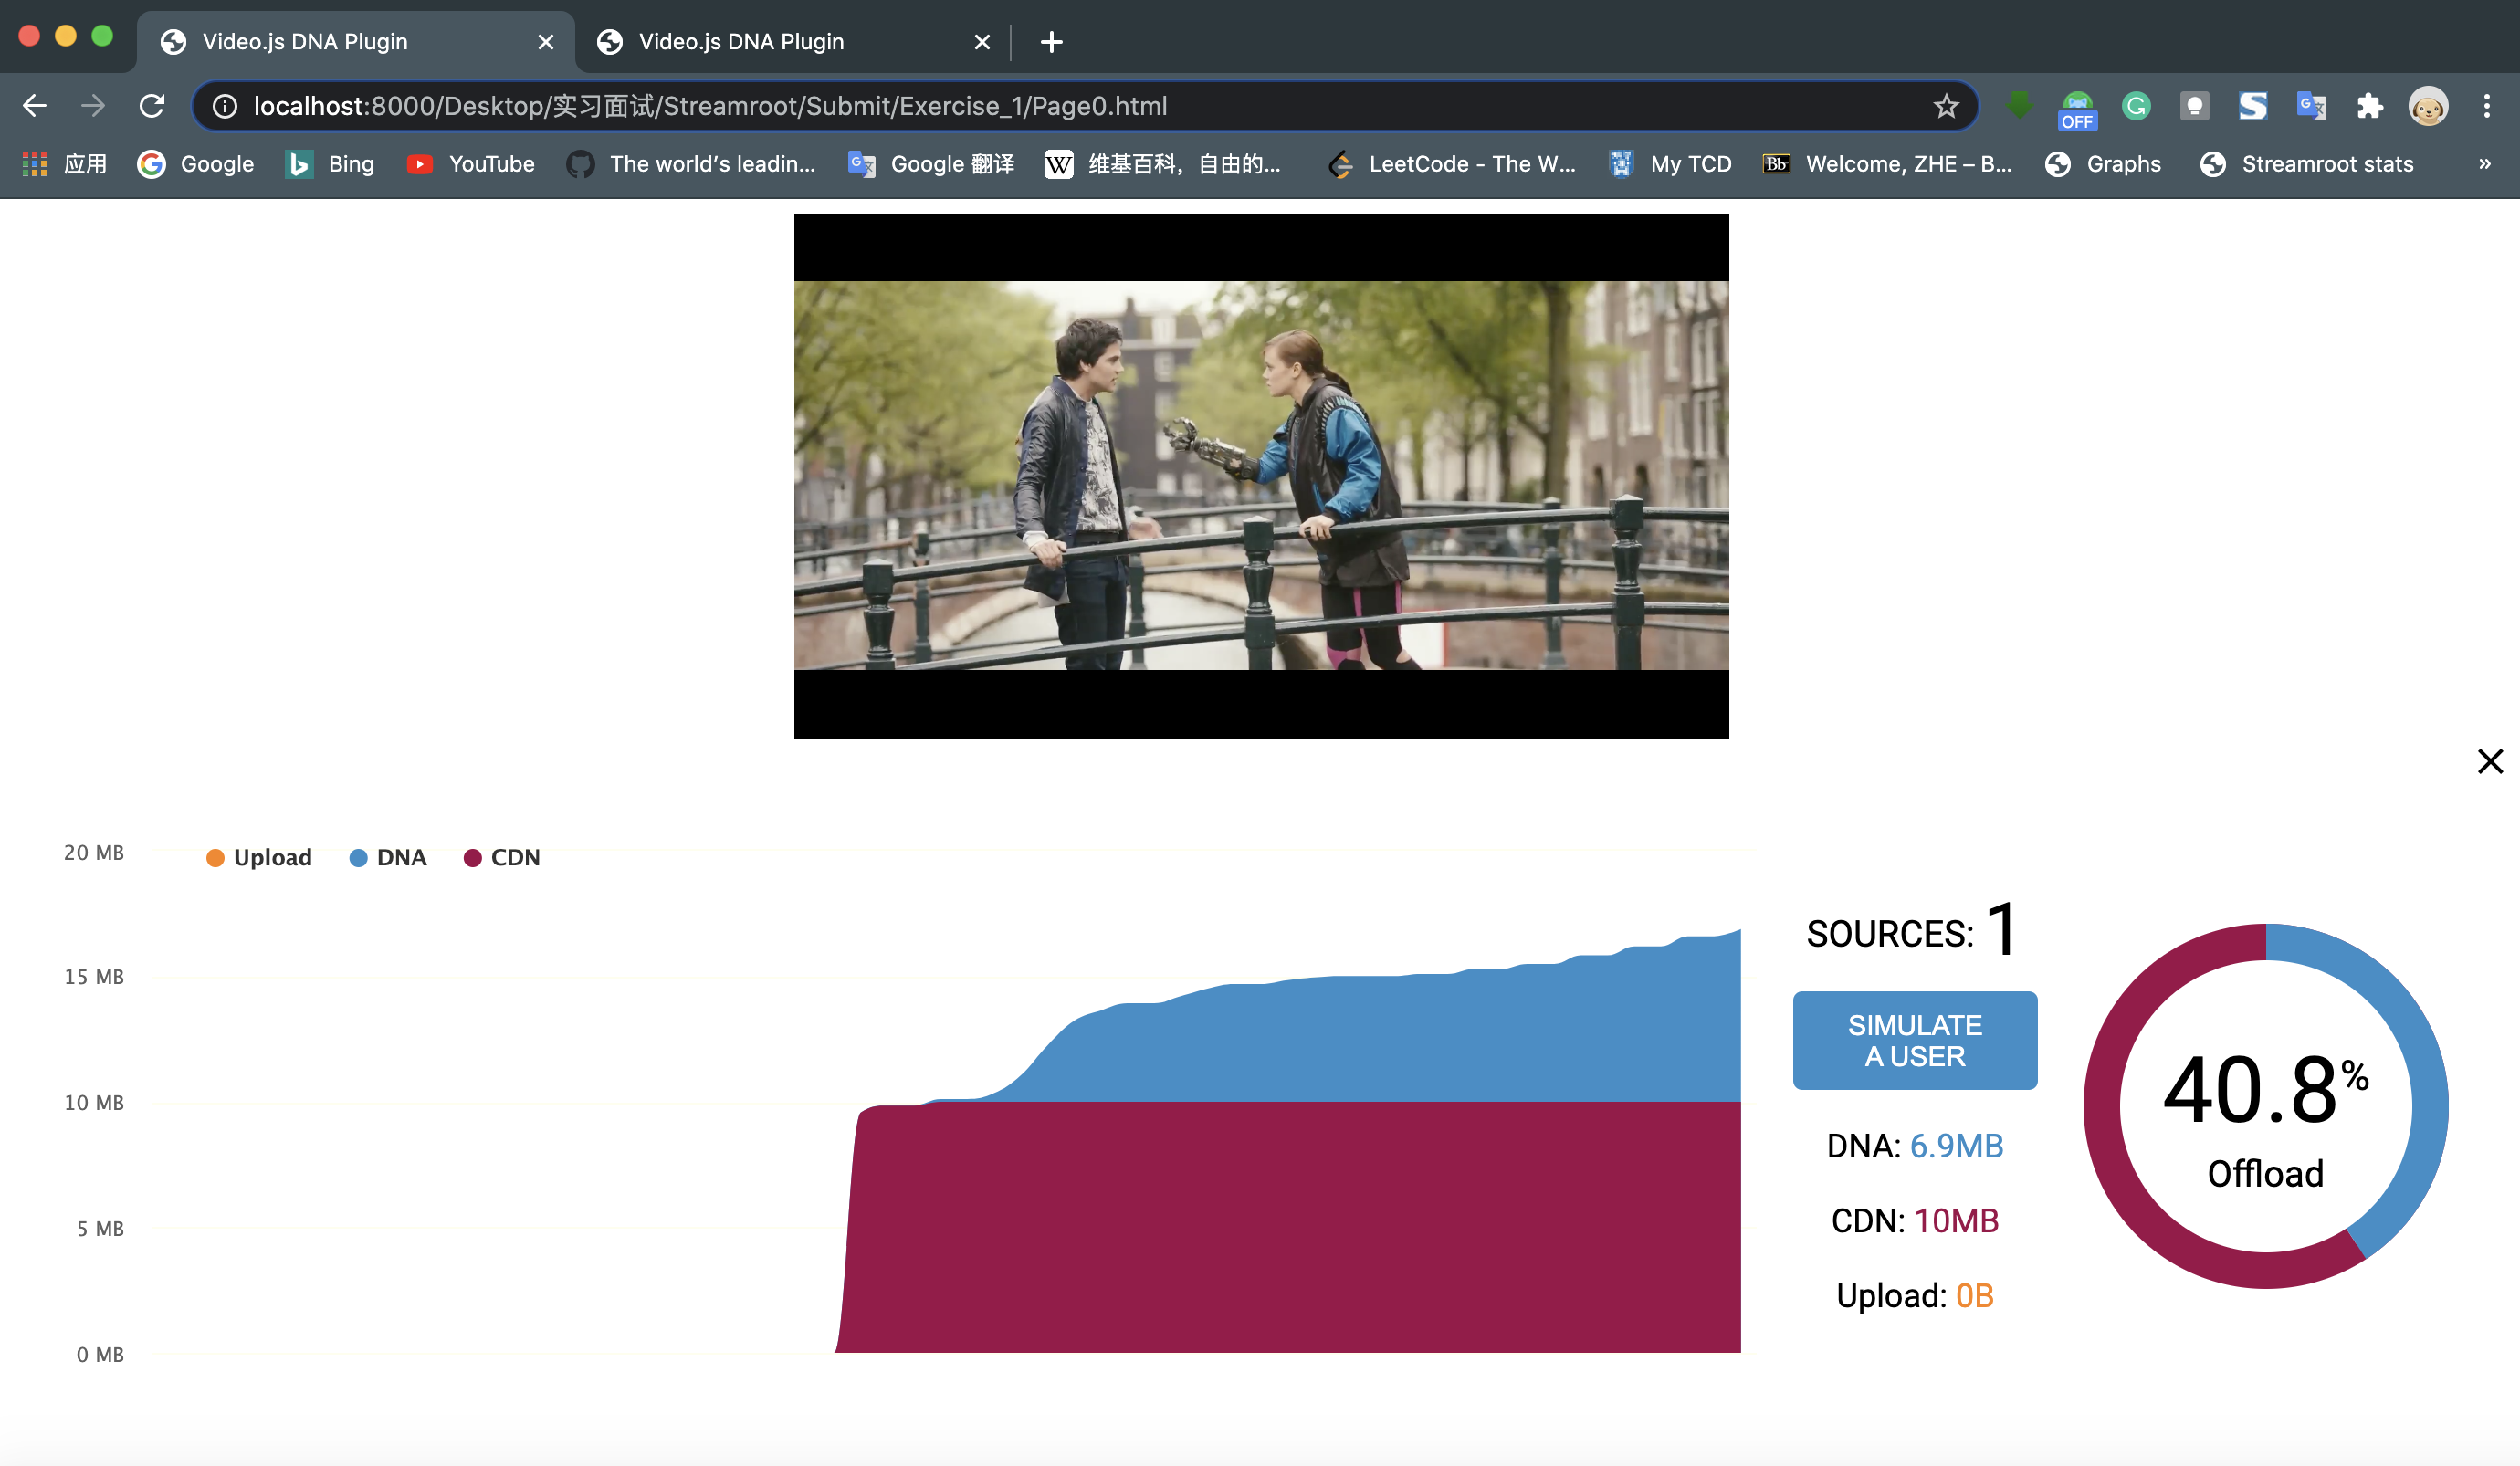 Video.js DNA Plugin
Video.js DNA Plugin
localhost:8000/Desktop/实习面试/Streamroot/Submit/Exercise_1/Page0.html
OFF
应用
Google
Bing
YouTube
The world’s leadin...
Google 翻译
W 维基百科，自由的...
LeetCode - The W...
My TCD
Bb Welcome, ZHE – B...
Graphs
Streamroot stats
»
20 MB
Upload DNA CDN
15 MB
10 MB
5 MB
0 MB
SOURCES: 1
SIMULATE
A USER
DNA: 6.9MB
CDN: 10MB
Upload: 0B
40.8%
Offload